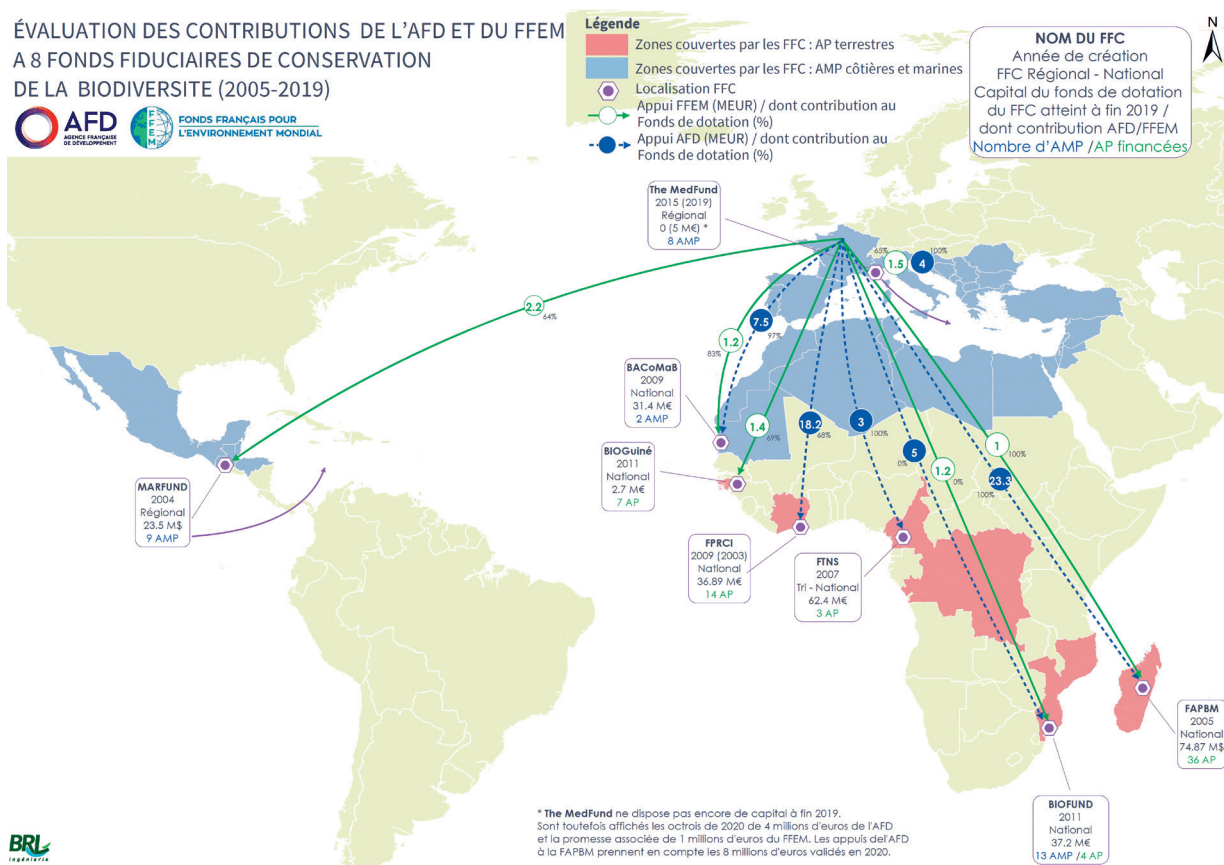 ÉVALUATION DES CONTRIBUTIONS DE L'AFD ET DU FFEM
A 8 FONDS FIDUCIAIRES DE CONSERVATION
DE LA BIODIVERSITE (2005-2019)
AFD
AGENCE FRANÇAISE
DE DÉVELOPPEMENT
FFEM
FONDS FRANÇAIS POUR
L'ENVIRONNEMENT MONDIAL
Légende
Zones couvertes par les FFC : AP terrestres
Zones couvertes par les FFC : AMP côtières et marines
Localisation FFC
Appui FFEM (MEUR) / dont contribution au
Fonds de dotation (%)
Appui AFD (MEUR) / dont contribution au
Fonds de dotation (%)
N
NOM DU FFC
Année de création
FFC Régional - National
Capital du fonds de dotation
du FFC atteint à fin 2019 /
dont contribution AFD/FFEM
Nombre d'AMP /AP financées
The MedFund
2015 (2019)
Régional
0 (5 M€) *
8 AMP
65%
1.5
4
100%
2.2
64%
7.5
97%
1.2
83%
BACoMaB
2009
National
31.4 M€
2 AMP
1.4
69%
18.2
68%
3
100%
5
0%
1.2
0%
1
100%
23.3
100%
BIOGuiné
2011
National
2.7 M€
7 AP
MARFUND
2004
Régional
23.5 M$
9 AMP
FPRCI
2009 (2003)
National
36.89 M€
14 AP
FTNS
2007
Tri - National
62.4 M€
3 AP
FAPBM
2005
National
74.87 M$
36 AP
BIOFUND
2011
National
37.2 M€
13 AMP /4 AP
* The MedFund ne dispose pas encore de capital à fin 2019.
Sont toutefois affichés les octrois de 2020 de 4 millions d'euros de l'AFD
et la promesse associée de 1 millions d'euros du FFEM. Les appuis del'AFD
à la FAPBM prennent en compte les 8 millions d'euros validés en 2020.
BRL
ingénierie